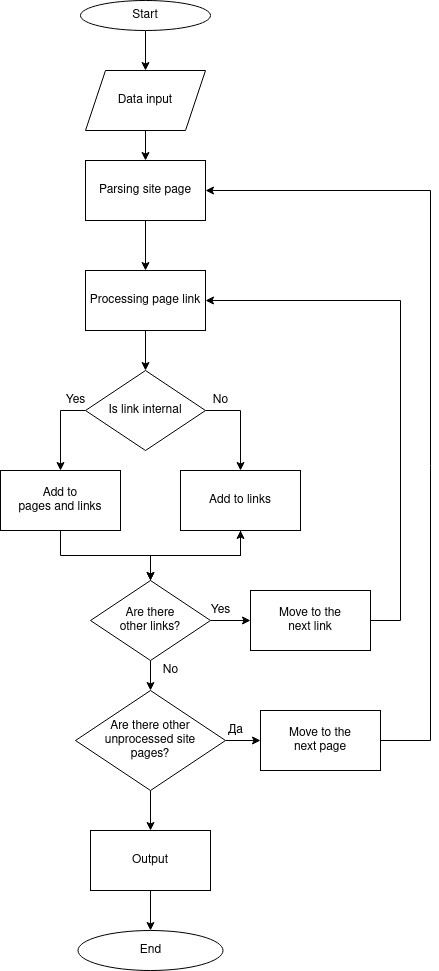 Start
Data input
Parsing site page
Processing page link
Is link internal
Yes
No
Add to
pages and links
Add to links
Are there
other links?
Yes
Move to the
next link
No
Are there other
unprocessed site
pages?
Да
Move to the
next page
Output
End